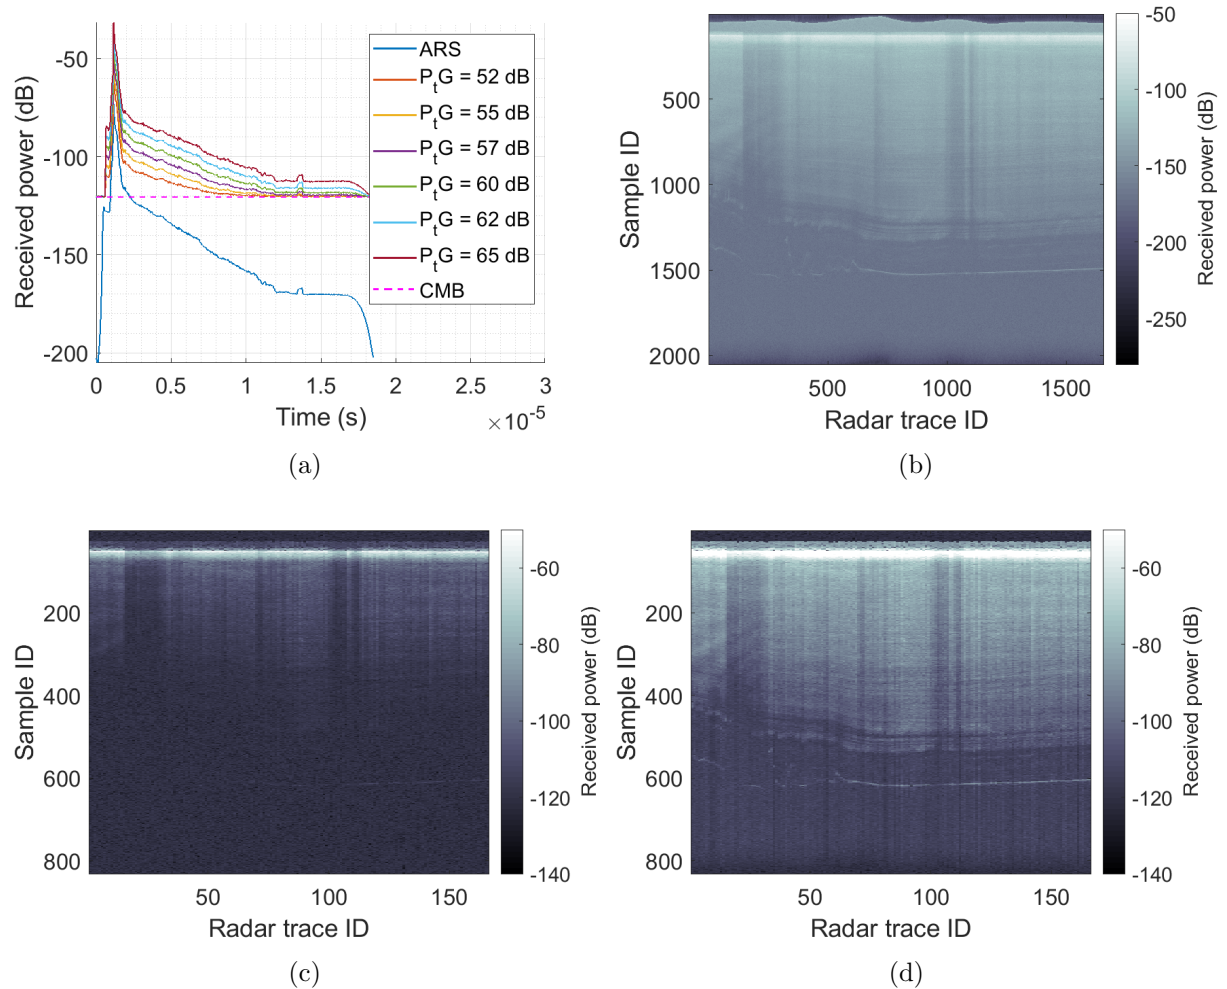 Received power (dB)
-50
-100
-150
-200
0
0.5
1
1.5
2
2.5
3
Time (s)
×10-5
ARS
PtG = 52 dB
PtG = 55 dB
PtG = 57 dB
PtG = 60 dB
PtG = 62 dB
PtG = 65 dB
CMB
(a)
Sample ID
500
1000
1500
2000
500
1000
1500
Radar trace ID
-50
-100
-150
-200
-250
Received power (dB)
(b)
Sample ID
200
400
600
800
50
100
150
Radar trace ID
-60
-80
-100
-120
-140
Received power (dB)
(c)
Sample ID
200
400
600
800
50
100
150
Radar trace ID
-60
-80
-100
-120
-140
Received power (dB)
(d)